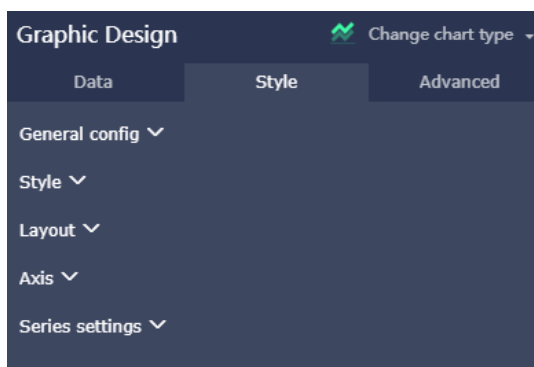 Graphic Design Change chart type
Data Style Advanced
General config
Style
Layout
Axis
Series settings